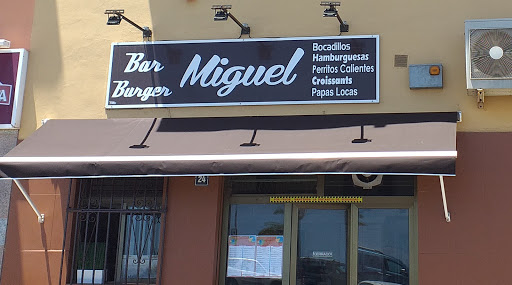 Bar
Burger
Miguel
Bocadillos
Hamburguesas
Perritos Calientes
Croissants
Papas Locas
24